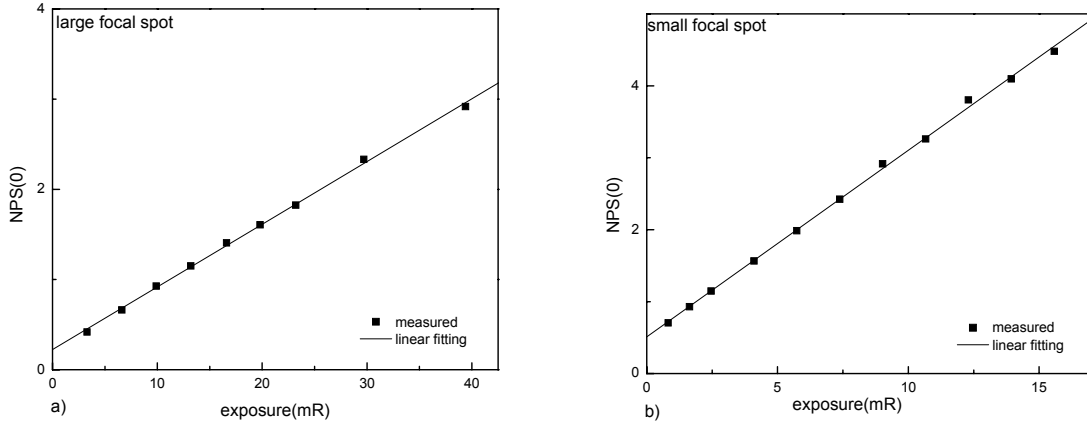 large focal spot
4
2
0
NPS(0)
measured
linear fitting
0 10 20 30 40
exposure(mR)
a)
small focal spot
4
2
0
NPS(0)
measured
linear fitting
0 5 10 15
exposure(mR)
b)